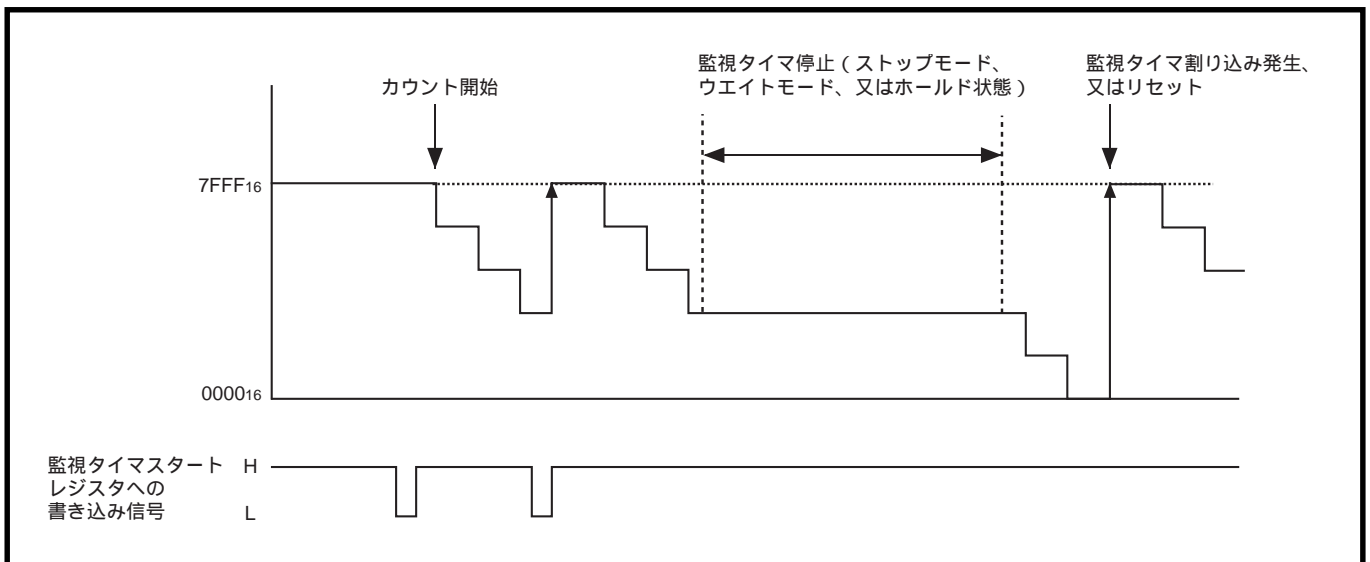 カウント開始
監視タイマ停止(ストップモード、
ウエイトモード、又はホールド状態)
監視タイマ割り込み発生、
又はリセット
7FFF16
000016
監視タイマスタート H
レジスタへの
書き込み信号 L